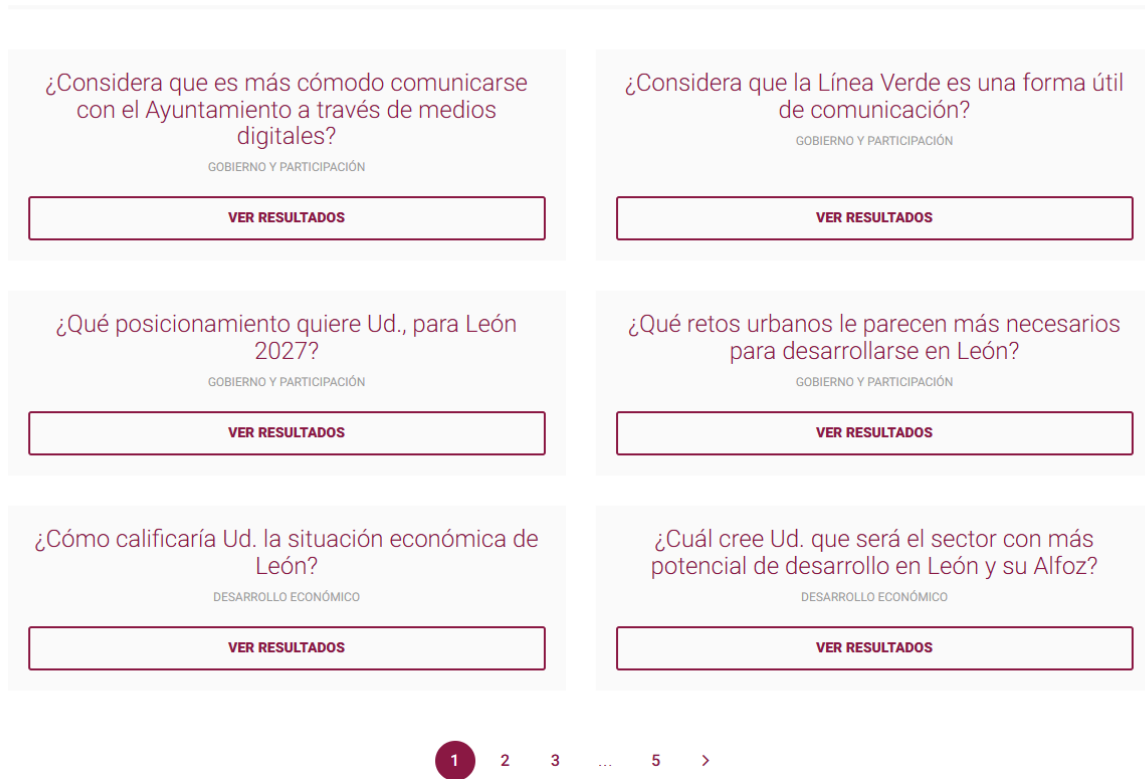 ¿Considera que es más cómodo comunicarse
con el Ayuntamiento a través de medios
digitales?
GOBIERNO Y PARTICIPACIÓN
VER RESULTADOS
¿Considera que la Línea Verde es una forma útil
de comunicación?
GOBIERNO Y PARTICIPACIÓN
VER RESULTADOS
¿Qué posicionamiento quiere Ud., para León
2027?
GOBIERNO Y PARTICIPACIÓN
VER RESULTADOS
¿Qué retos urbanos le parecen más necesarios
para desarrollarse en León?
GOBIERNO Y PARTICIPACIÓN
VER RESULTADOS
¿Cómo calificaría Ud. la situación económica de
León?
DESARROLLO ECONÓMICO
VER RESULTADOS
¿Cuál cree Ud. que será el sector con más
potencial de desarrollo en León y su Alfoz?
DESARROLLO ECONÓMICO
VER RESULTADOS
1 2 3 ... 5 >